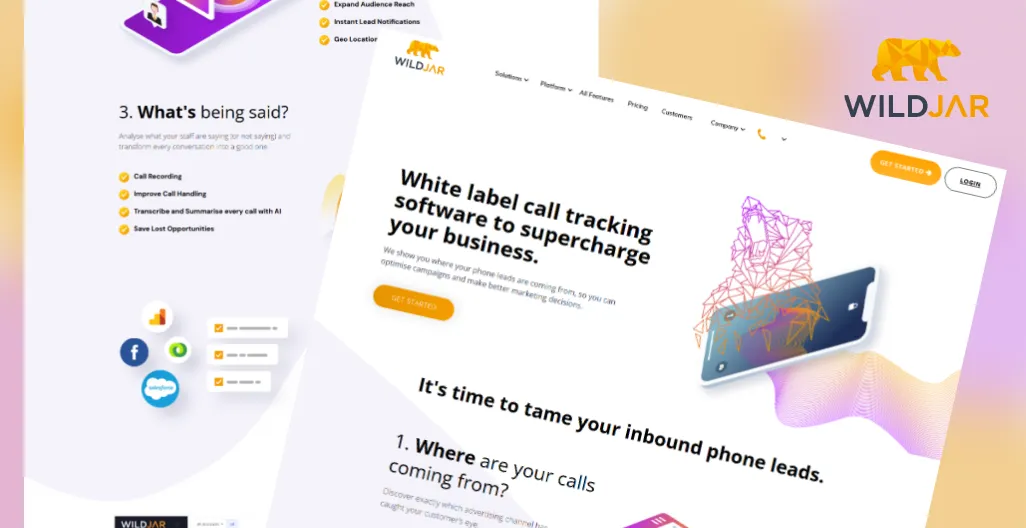 Expand Audience Reach
Instant Lead Notifications
Geo Location
3. What's being said?
Analyse what your staff are saying (or not saying) and
transform every conversation into a good one.
Call Recording
Improve Call Handling
Transcribe and Summarise every call with AI
Save Lost Opportunities
salesforce
WILDJAR
WILDJAR
Solutions
Platform
All Features
Pricing
Customers
Company
GET STARTED
LOGIN
White label call tracking
software to supercharge
your business.
We show you where your phone leads are coming from, so you can
optimise campaigns and make better marketing decisions.
GET STARTED
It's time to tame your inbound phone leads.
1. Where are your calls
coming from?
Discover exactly which advertising channel has
caught your customer's eye.
WILDJAR